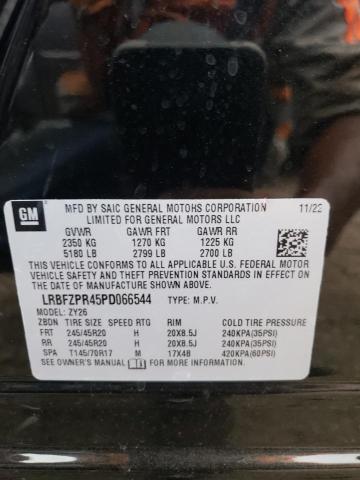 GM
MFD BY SAIC GENERAL MOTORS CORPORATION 11/22
LIMITED FOR GENERAL MOTORS LLC
GVWR GAWR FRT GAWR RR
2350 KG 1270 KG 1225 KG
5180 LB 2799 LB 2700 LB
THIS VEHICLE CONFORMS TO ALL APPLICABLE U.S.
FEDERAL MOTOR VEHICLE SAFETY, BUMPER, AND
THEFT PREVENTION STANDARDS IN EFFECT ON THE
DATE OF MANUFACTURE SHOWN ABOVE.
LRBFZPR45PD066544 TYPE: M.P.V.
MODEL: ZY26
ZBDN TIRE SIZE SPEED RTG RIM COLD TIRE PRESSURE
FRT 245/45R20 H 20X8.5J 240KPA(35PSI)
RR 245/45R20 H 20X8.5J 240KPA(35PSI)
SPA T145/70R17 M 17X4B 420KPA(60PSI)
SEE OWNER'S MANUAL FOR ADDITIONAL INFORMATION.